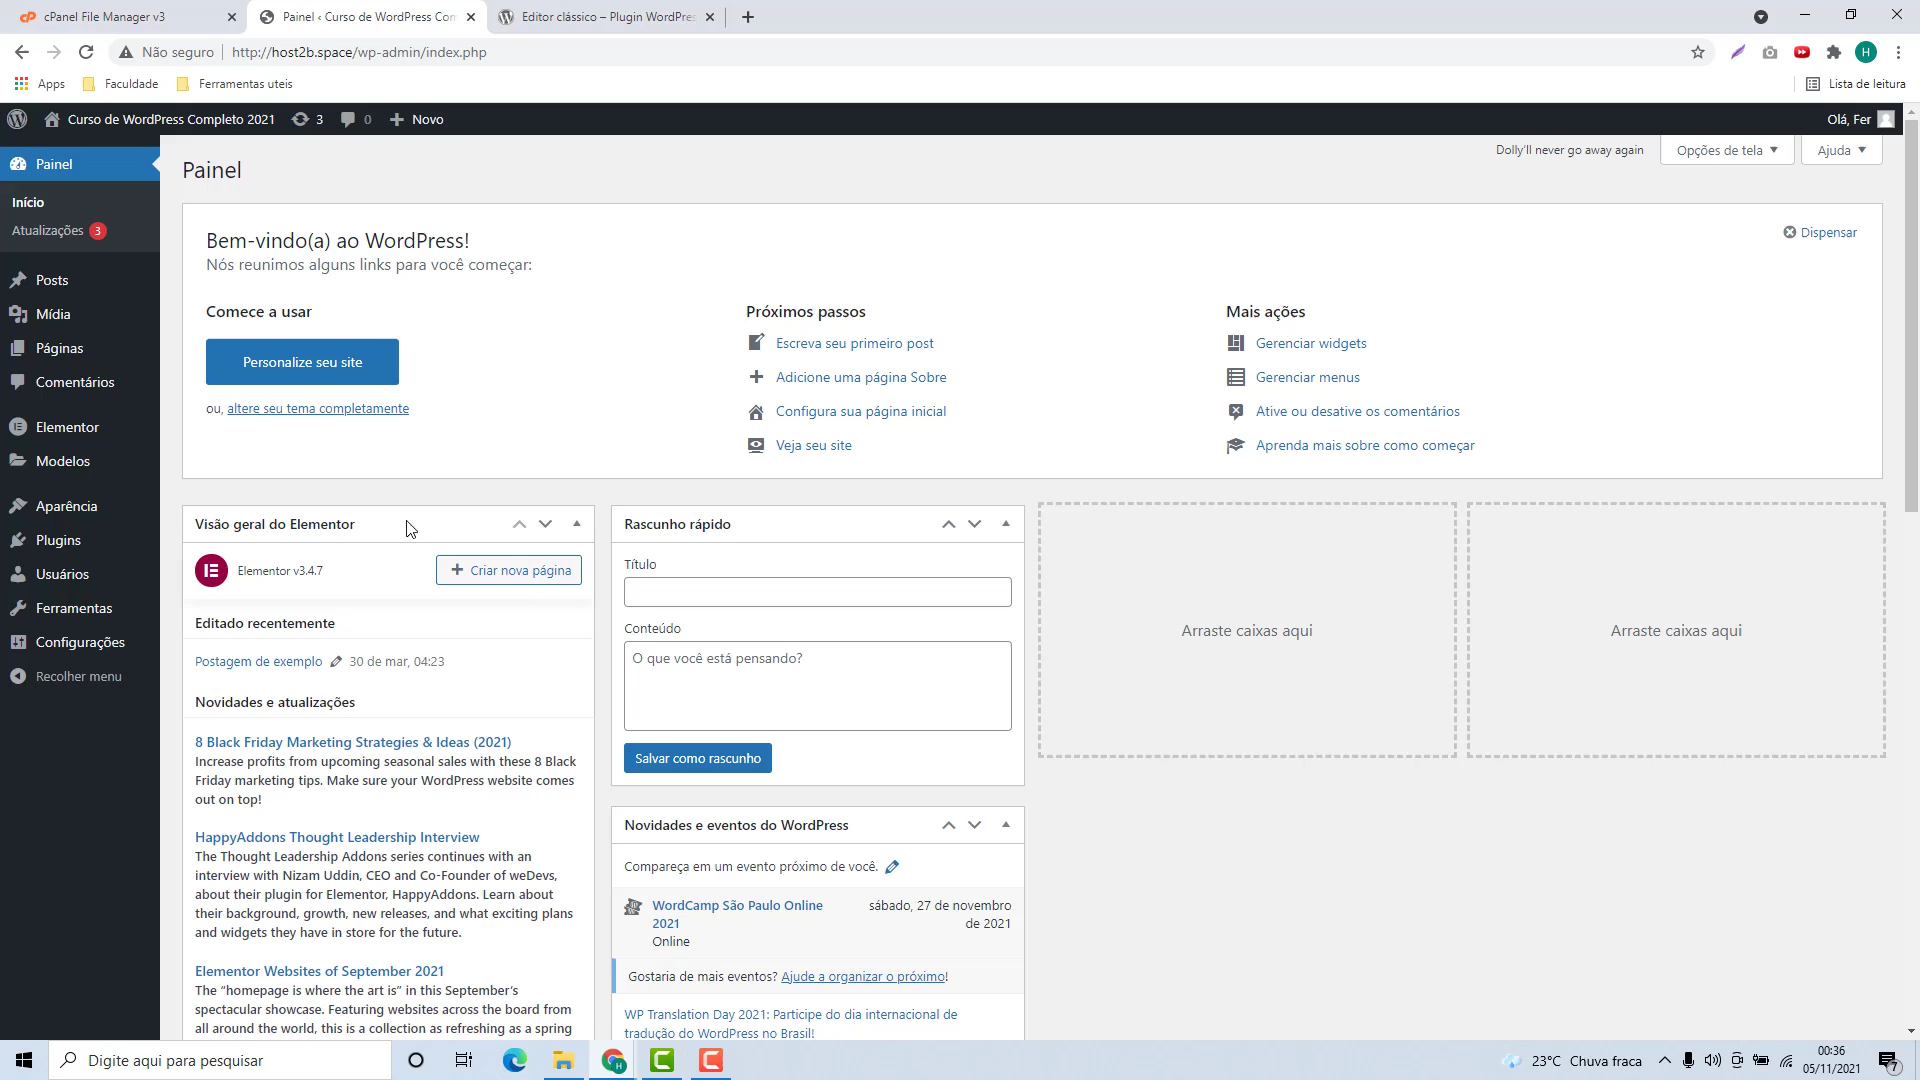 cPanel File Manager v3
Painel ‹ Curso de WordPress Com
Editor clássico – Plugin WordPres
Não seguro
http://host2b.space/wp-admin/index.php
H
Apps
Faculdade
Ferramentas uteis
Lista de leitura
Curso de WordPress Completo 2021
3
0
Novo
Olá, Fer
Painel
Início
Atualizações 3
Posts
Mídia
Páginas
Comentários
Elementor
Modelos
Aparência
Plugins
Usuários
Ferramentas
Configurações
Recolher menu
Dolly'll never go away again
Opções de tela
Ajuda
Painel
Bem-vindo(a) ao WordPress!
Nós reunimos alguns links para você começar:
Dispensar
Comece a usar
Personalize seu site
ou, altere seu tema completamente
Próximos passos
Escreva seu primeiro post
Adicione uma página Sobre
Configura sua página inicial
Veja seu site
Mais ações
Gerenciar widgets
Gerenciar menus
Ative ou desative os comentários
Aprenda mais sobre como começar
Visão geral do Elementor
Elementor v3.4.7
Criar nova página
Editado recentemente
Postagem de exemplo 30 de mar, 04:23
Novidades e atualizações
8 Black Friday Marketing Strategies & Ideas (2021)
Increase profits from upcoming seasonal sales with these 8 Black
Friday marketing tips. Make sure your WordPress website comes
out on top!
HappyAddons Thought Leadership Interview
The Thought Leadership Addons series continues with an
interview with Nizam Uddin, CEO and Co-Founder of weDevs,
about their plugin for Elementor, HappyAddons. Learn about
their background, growth, new releases, and what exciting plans
and widgets they have in store for the future.
Elementor Websites of September 2021
The “homepage is where the art is” in this September’s
spectacular showcase. Featuring websites across the board from
all around the world, this is a collection as refreshing as a spring
Rascunho rápido
Título
Conteúdo
O que você está pensando?
Salvar como rascunho
Novidades e eventos do WordPress
Compareça em um evento próximo de você.
WordCamp São Paulo Online
2021
Online
sábado, 27 de novembro
de 2021
Gostaria de mais eventos? Ajude a organizar o próximo!
WP Translation Day 2021: Participe do dia internacional de
tradução do WordPress no Brasil!
Arraste caixas aqui
Arraste caixas aqui
Digite aqui para pesquisar
23°C Chuva fraca
00:36
05/11/2021
7